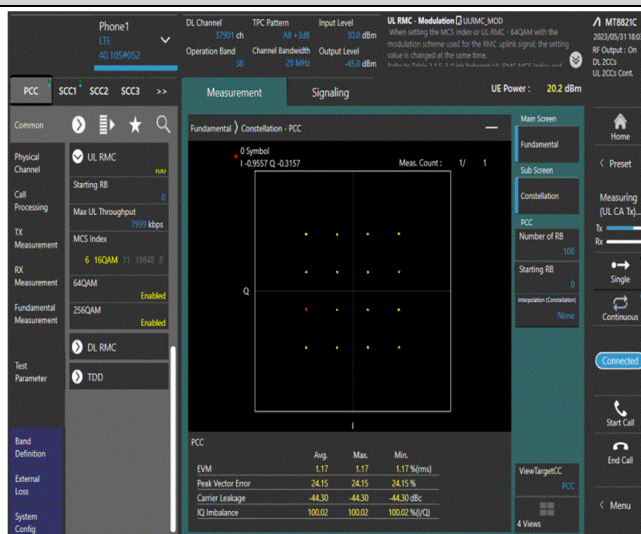 Phone1
LTE
40.10S#052
DL Channel 37901 ch
TPC Pattern All +3dB
Input Level 30.0 dBm
Operation Band 38
Channel Bandwidth 20 MHz
Output Level -45.0 dBm
UL RMC - Modulation ULRMC_MOD
When setting the MCS index or UL RMC - 64QAM with the
modulation scheme used for the RMC uplink signal, the setting
value is changed at the same time.
MT8821C
2023/05/31 18:0
RF Output : On
DL 2CCs
UL 2CCs Cont.
PCC SCC1 SCC2 SCC3 >>
Measurement Signaling
UE Power : 20.2 dBm
Common
Physical
Channel
Call
Processing
TX
Measurement
RX
Measurement
Fundamental
Measurement
Test
Parameter
Band
Definition
External
Loss
System
Config
UL RMC
100
Starting RB
0
Max UL Throughput
7939 kbps
MCS Index
6 16QAM 11 19848 8
64QAM
Enabled
256QAM
Enabled
DL RMC
TDD
Fundamental Constellation - PCC
0 Symbol
I -0.9557 Q -0.3157
Meas. Count : 1/ 1
Q
I
PCC
Avg. Max. Min.
EVM 1.17 1.17 1.17 %(rms)
Peak Vector Error 24.15 24.15 24.15 %
Carrier Leakage -44.30 -44.30 -44.30 dBc
IQ Imbalance 100.02 100.02 100.02 %(I/Q)
Main Screen
Fundamental
Sub Screen
Constellation
PCC
Number of RB
100
Starting RB
0
Interpolation (Constellation)
None
ViewTargetCC
PCC
4 Views
Home
Preset
Measuring
(UL CA Tx)...
Tx
Rx
Single
Continuous
Connected
Start Call
End Call
Menu